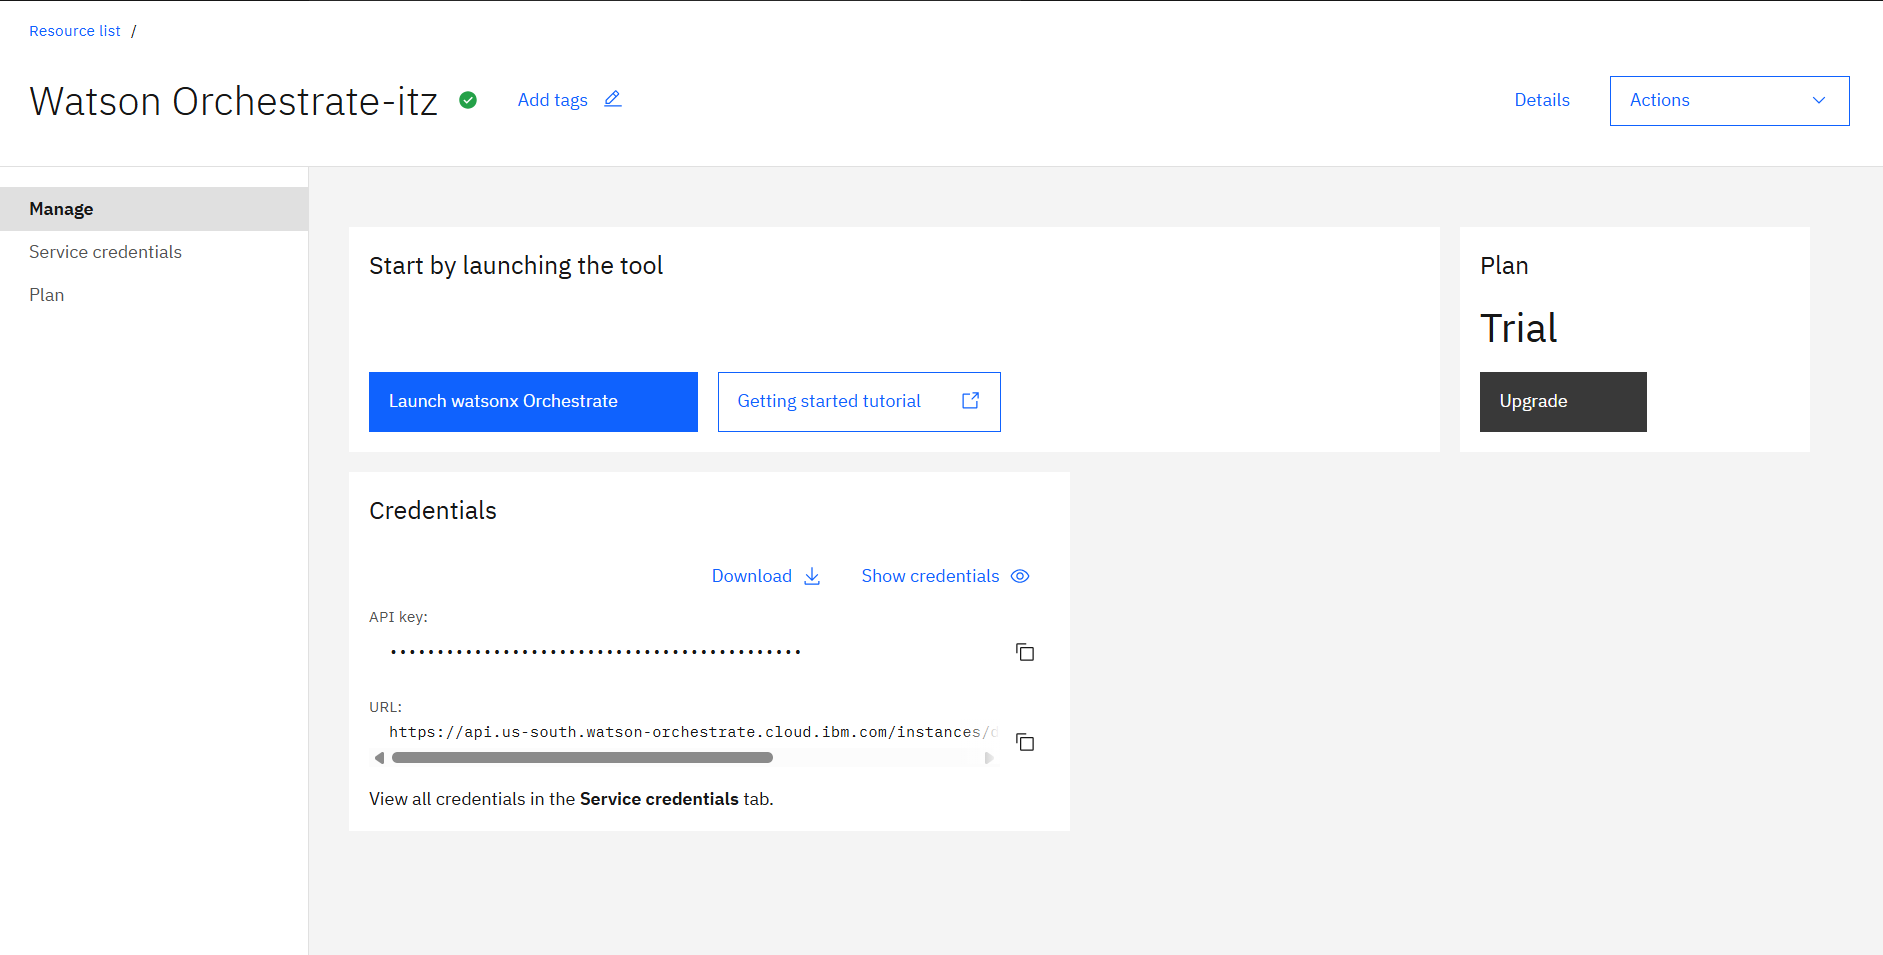 Resource list /
Watson Orchestrate-itz
Add tags
Details
Actions
Manage
Service credentials
Plan
Start by launching the tool
Launch watsonx Orchestrate
Getting started tutorial
Plan
Trial
Upgrade
Credentials
Download
Show credentials
API key:
••••••••••••••••••••••••••••••••••••••••••••
URL:
https://api.us-south.watson-orchestrate.cloud.ibm.com/instances/d
View all credentials in the Service credentials tab.